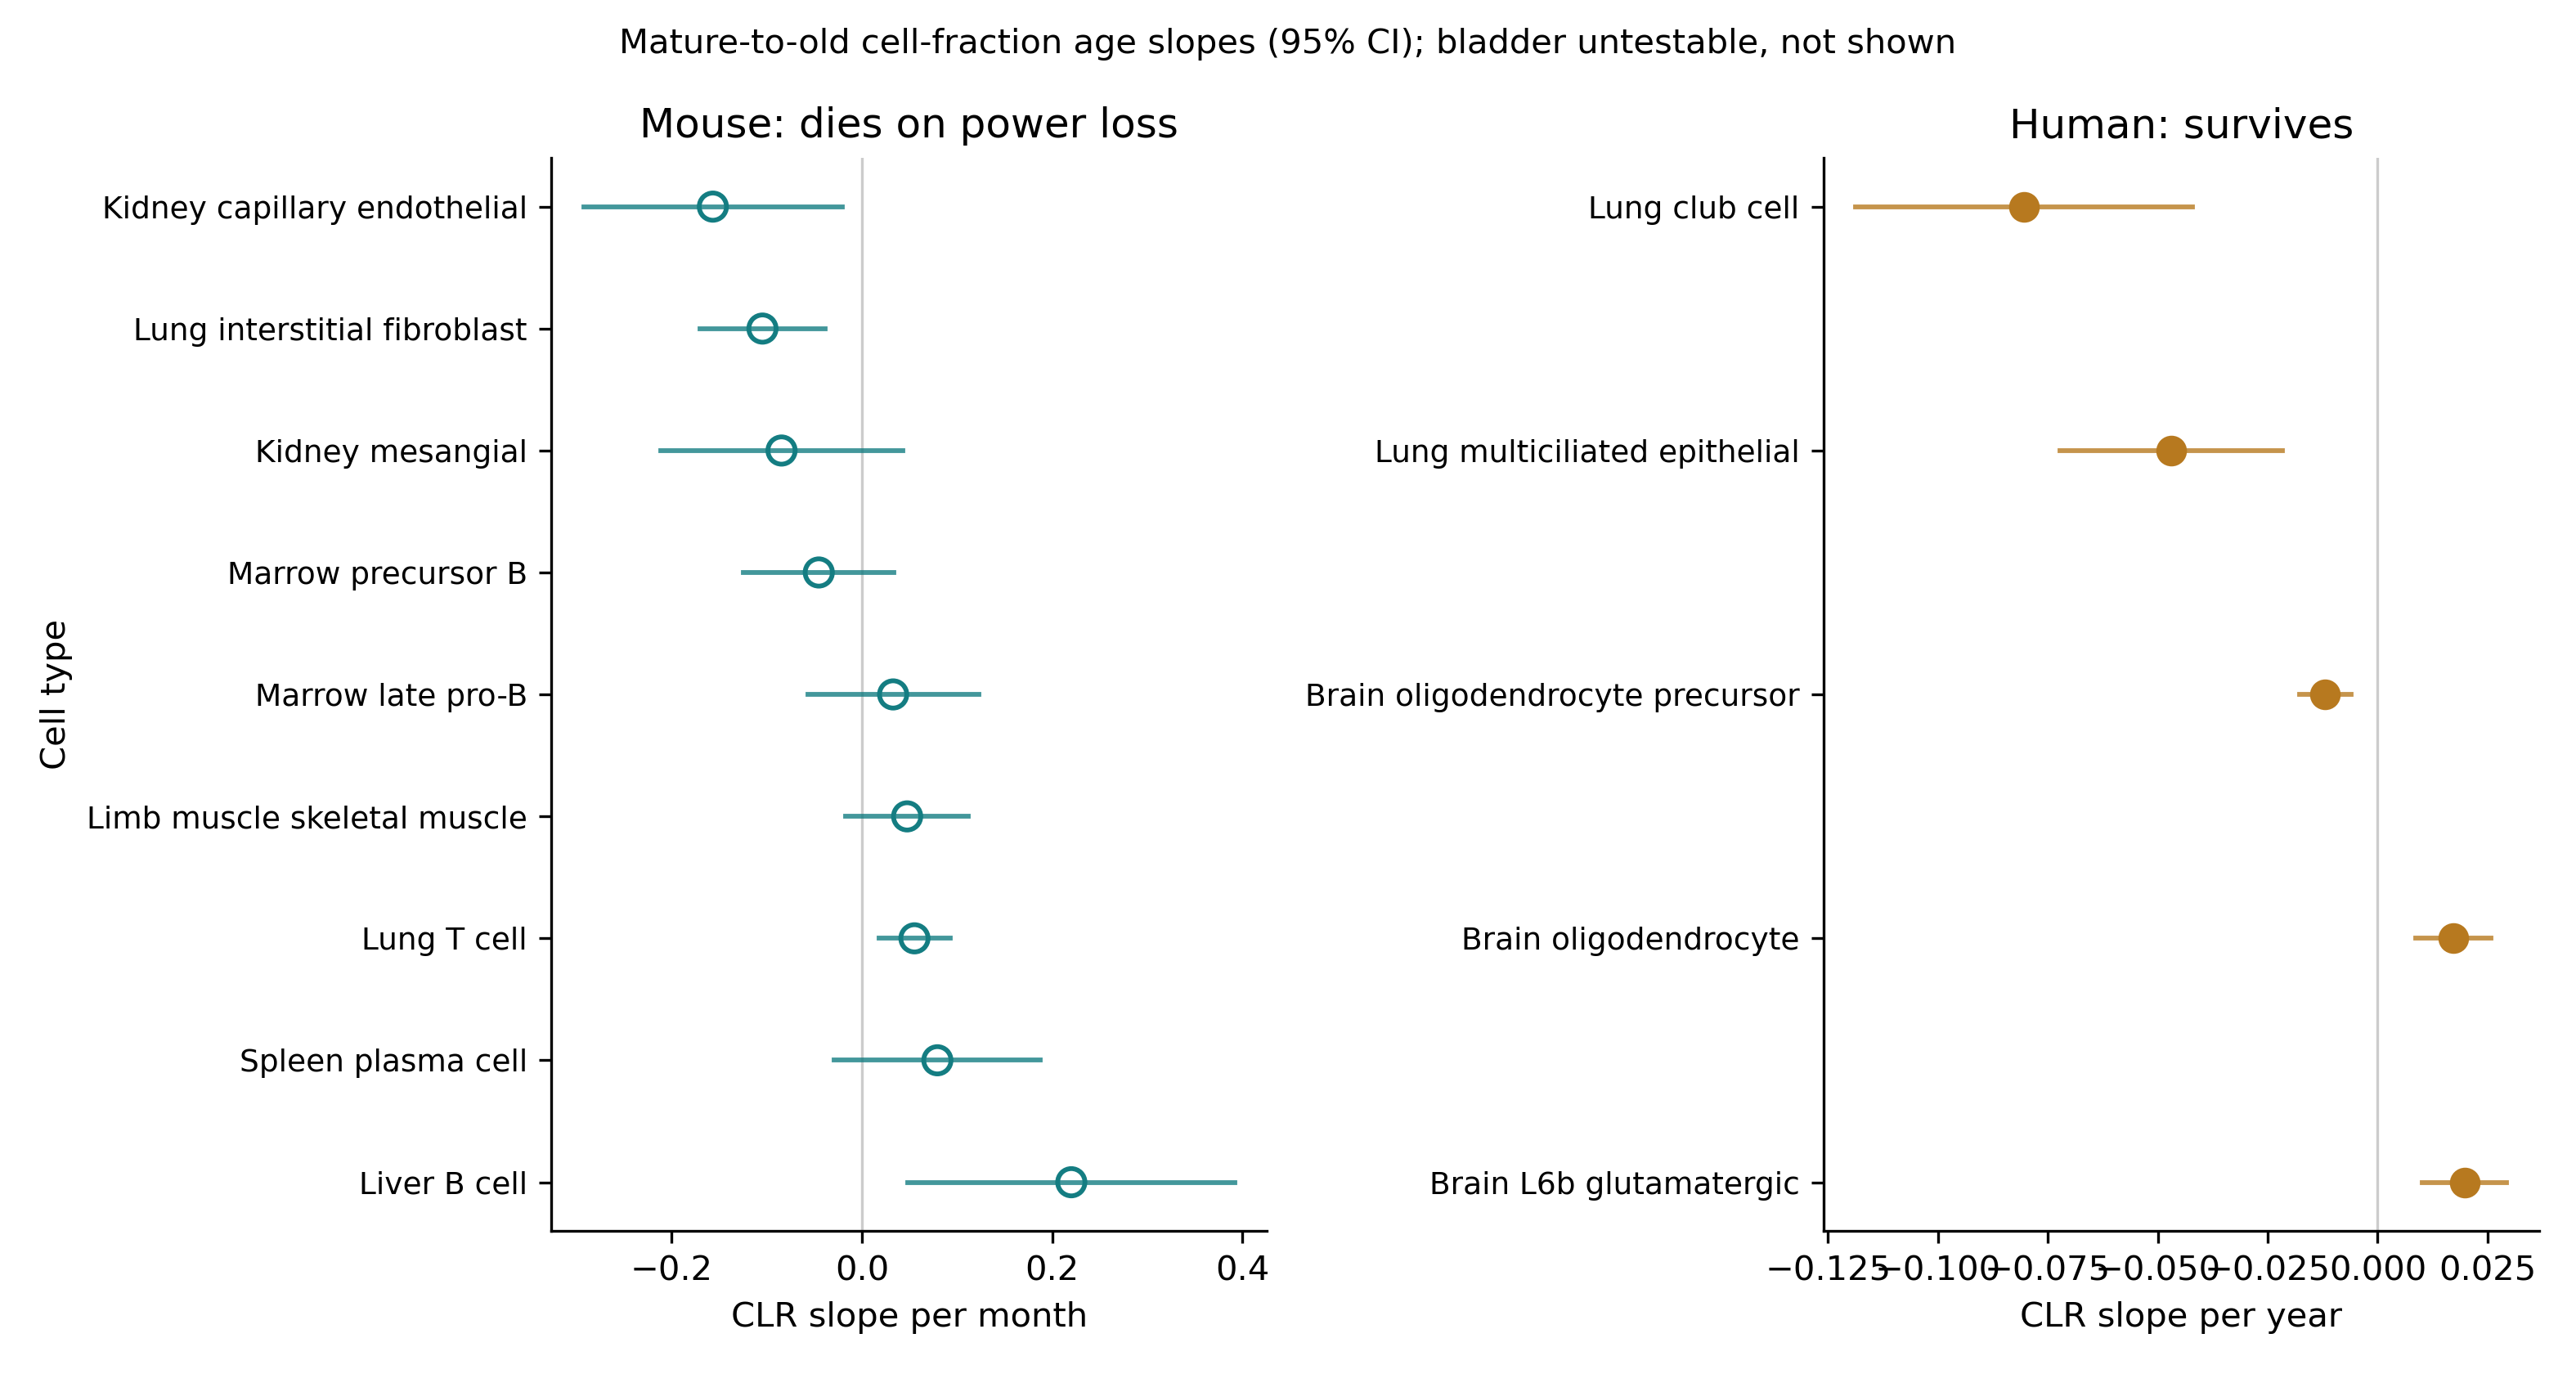 Mature-to-old cell-fraction age slopes (95% CI); bladder untestable, not shown
Mouse: dies on power loss
Cell type
Kidney capillary endothelial
Lung interstitial fibroblast
Kidney mesangial
Marrow precursor B
Marrow late pro-B
Limb muscle skeletal muscle
Lung T cell
Spleen plasma cell
Liver B cell
−0.2 0.0 0.2 0.4
CLR slope per month
Human: survives
Lung club cell
Lung multiciliated epithelial
Brain oligodendrocyte precursor
Brain oligodendrocyte
Brain L6b glutamatergic
−0.125 −0.100 −0.075 −0.050 −0.025 0.000 0.025
CLR slope per year